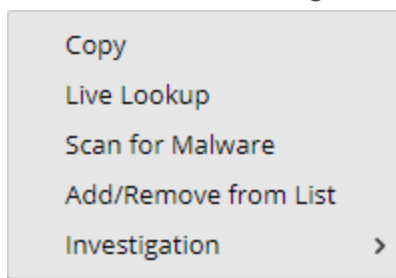 Copy
Live Lookup
Scan for Malware
Add/Remove from List
Investigation